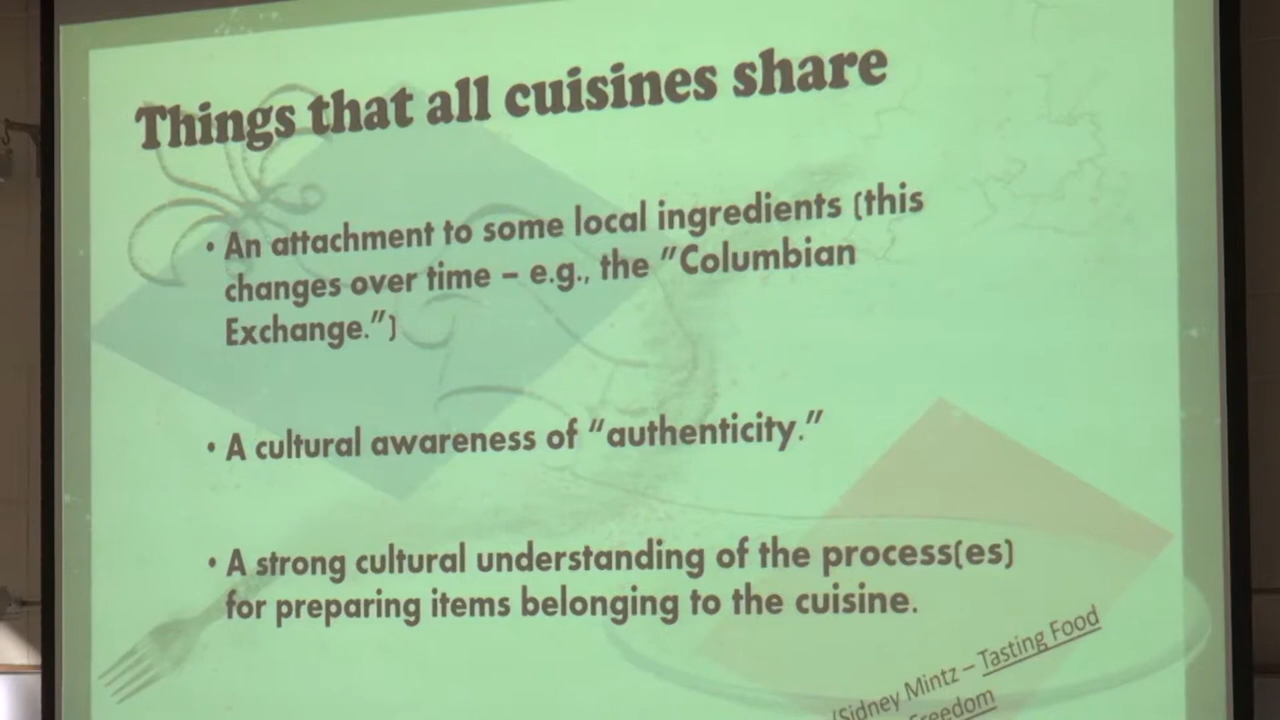 Things that all cuisines share
• An attachment to some local ingredients (this
changes over time – e.g., the "Columbian
Exchange.")
• A cultural awareness of "authenticity."
• A strong cultural understanding of the process(es)
for preparing items belonging to the cuisine.
(Sidney Mintz – Tasting Food
Freedom